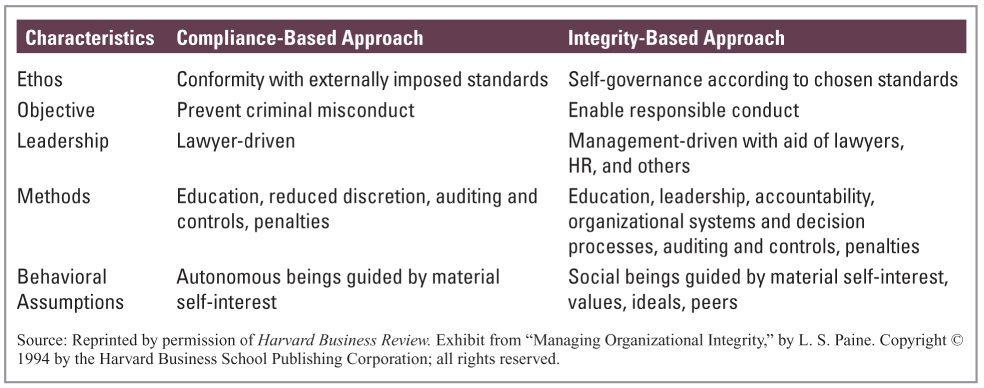 Characteristics Compliance-Based Approach Integrity-Based Approach
Ethos Conformity with externally imposed standards Self-governance according to chosen standards
Objective Prevent criminal misconduct Enable responsible conduct
Leadership Lawyer-driven Management-driven with aid of lawyers,
HR, and others
Methods Education, reduced discretion, auditing and Education, leadership, accountability,
controls, penalties organizational systems and decision
processes, auditing and controls, penalties
Behavioral Autonomous beings guided by material Social beings guided by material self-interest,
Assumptions self-interest values, ideals, peers
Source: Reprinted by permission of Harvard Business Review. Exhibit from “Managing Organizational Integrity,” by L. S. Paine. Copyright ©
1994 by the Harvard Business School Publishing Corporation; all rights reserved.